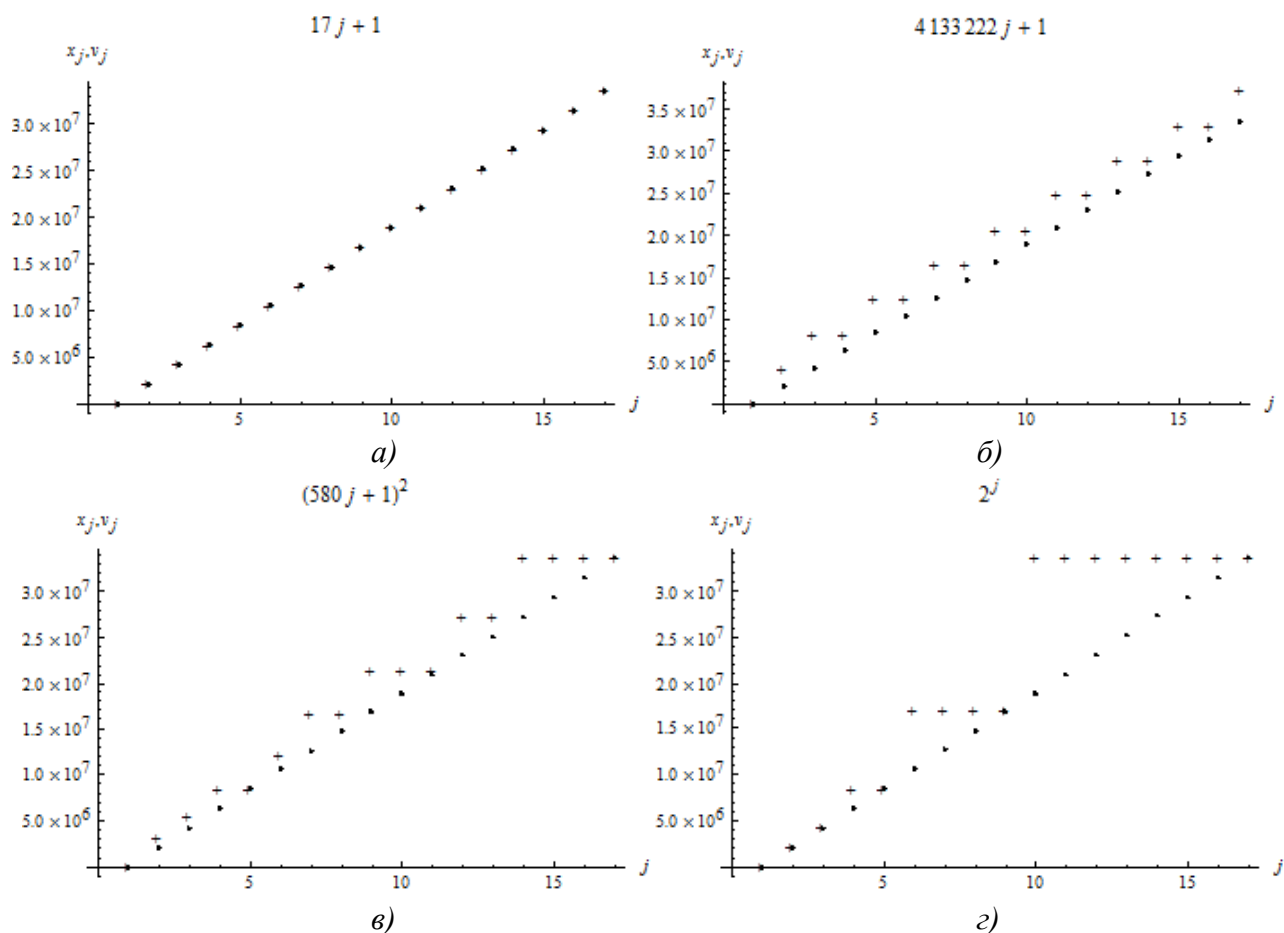 17 j + 1
x_j, v_j
3.0 × 10^7
2.5 × 10^7
2.0 × 10^7
1.5 × 10^7
1.0 × 10^7
5.0 × 10^6
5 10 15 j
а)
4 133 222 j + 1
x_j, v_j
3.5 × 10^7
3.0 × 10^7
2.5 × 10^7
2.0 × 10^7
1.5 × 10^7
1.0 × 10^7
5.0 × 10^6
5 10 15 j
б)
(580 j + 1)^2
x_j, v_j
3.0 × 10^7
2.5 × 10^7
2.0 × 10^7
1.5 × 10^7
1.0 × 10^7
5.0 × 10^6
5 10 15 j
в)
2^j
x_j, v_j
3.0 × 10^7
2.5 × 10^7
2.0 × 10^7
1.5 × 10^7
1.0 × 10^7
5.0 × 10^6
5 10 15 j
г)